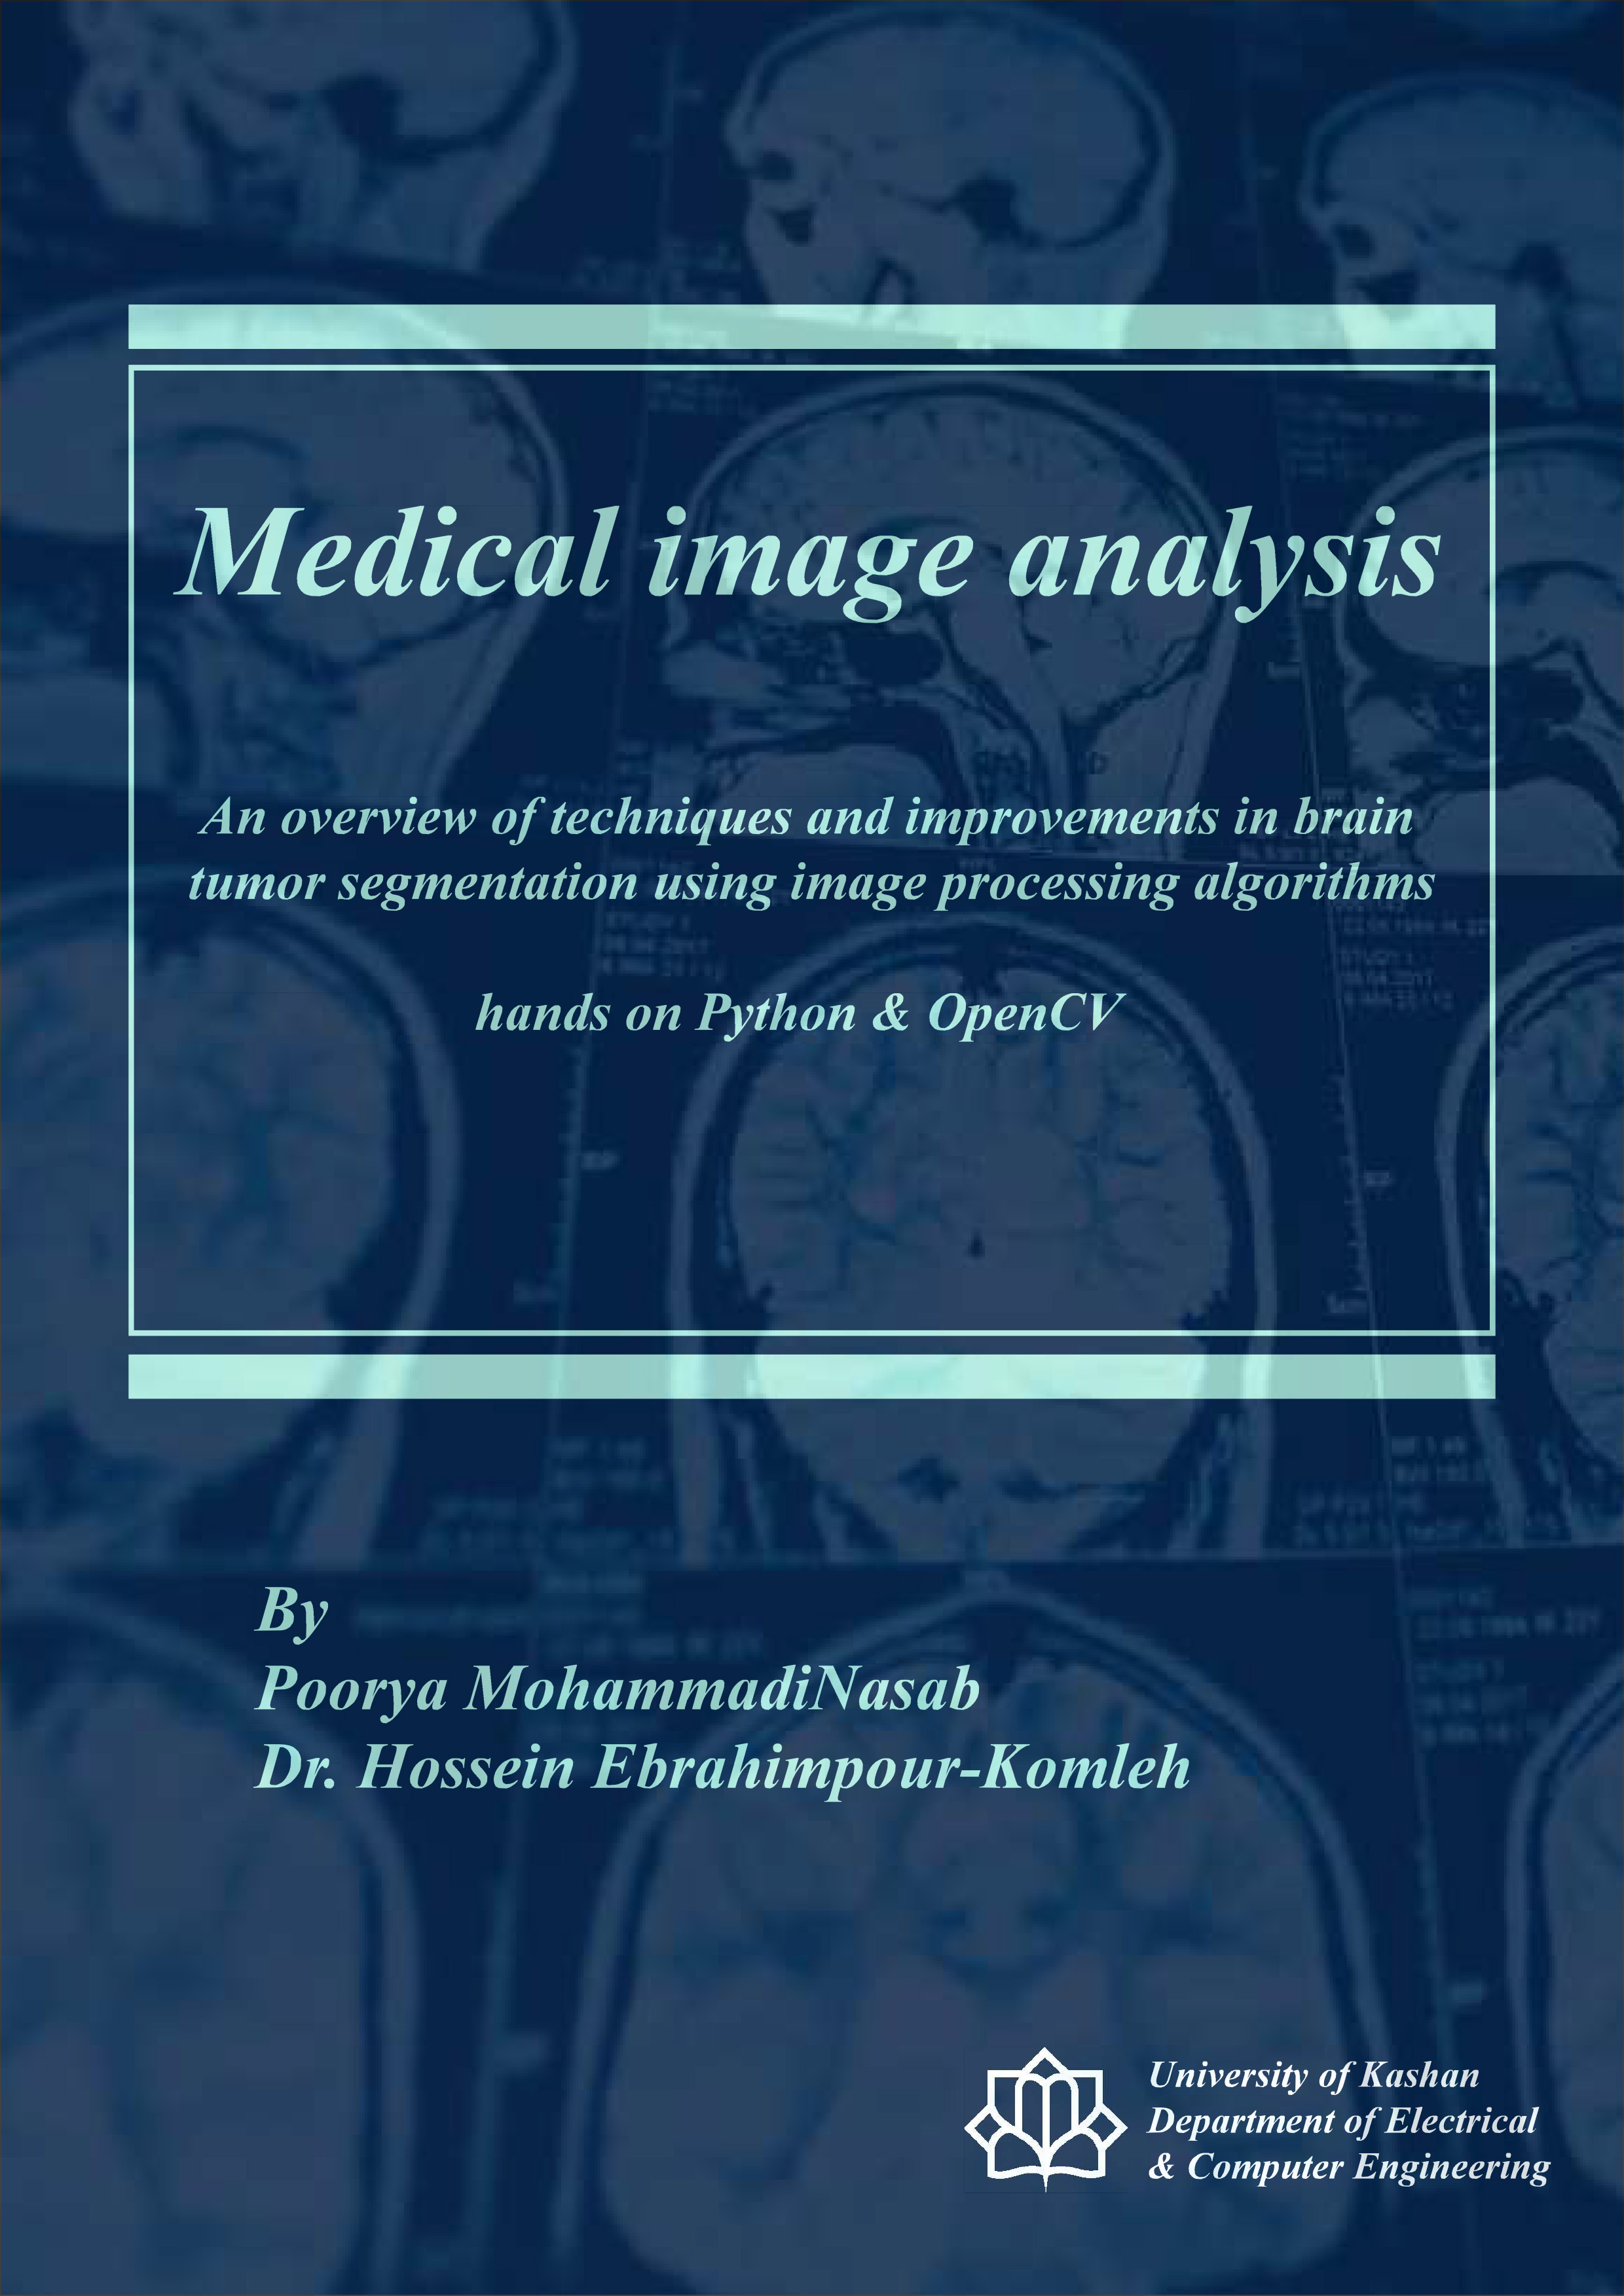 Medical image analysis
An overview of techniques and improvements in brain
tumor segmentation using image processing algorithms
hands on Python & OpenCV
By
Poorya MohammadiNasab
Dr. Hossein Ebrahimpour-Komleh
University of Kashan
Department of Electrical
& Computer Engineering